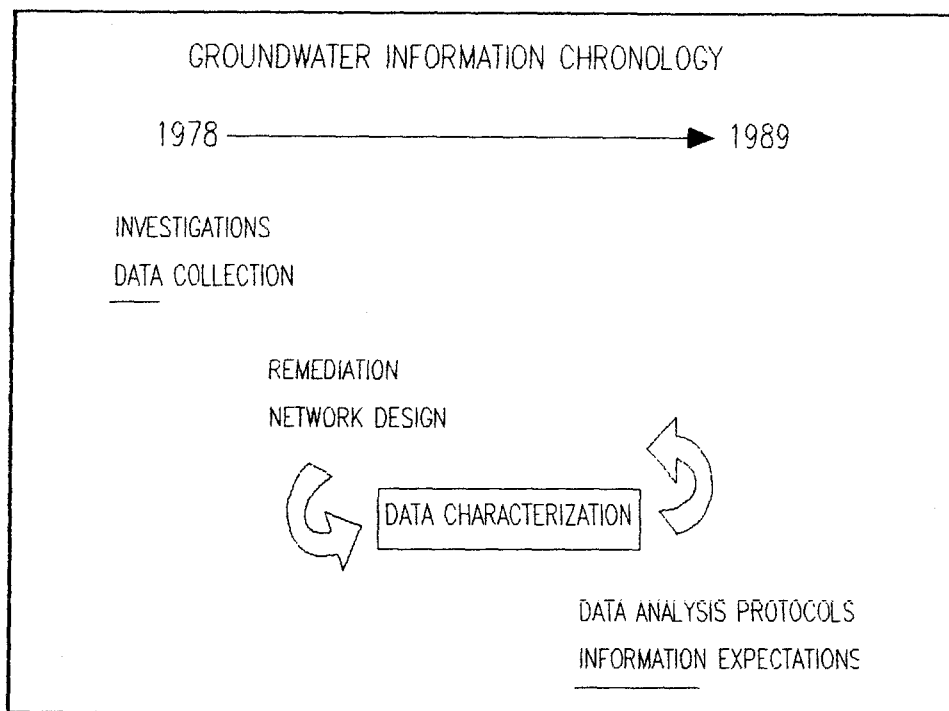 GROUNDWATER INFORMATION CHRONOLOGY
1978 1989
INVESTIGATIONS
DATA COLLECTION
REMEDIATION
NETWORK DESIGN
DATA CHARACTERIZATION
DATA ANALYSIS PROTOCOLS
INFORMATION EXPECTATIONS